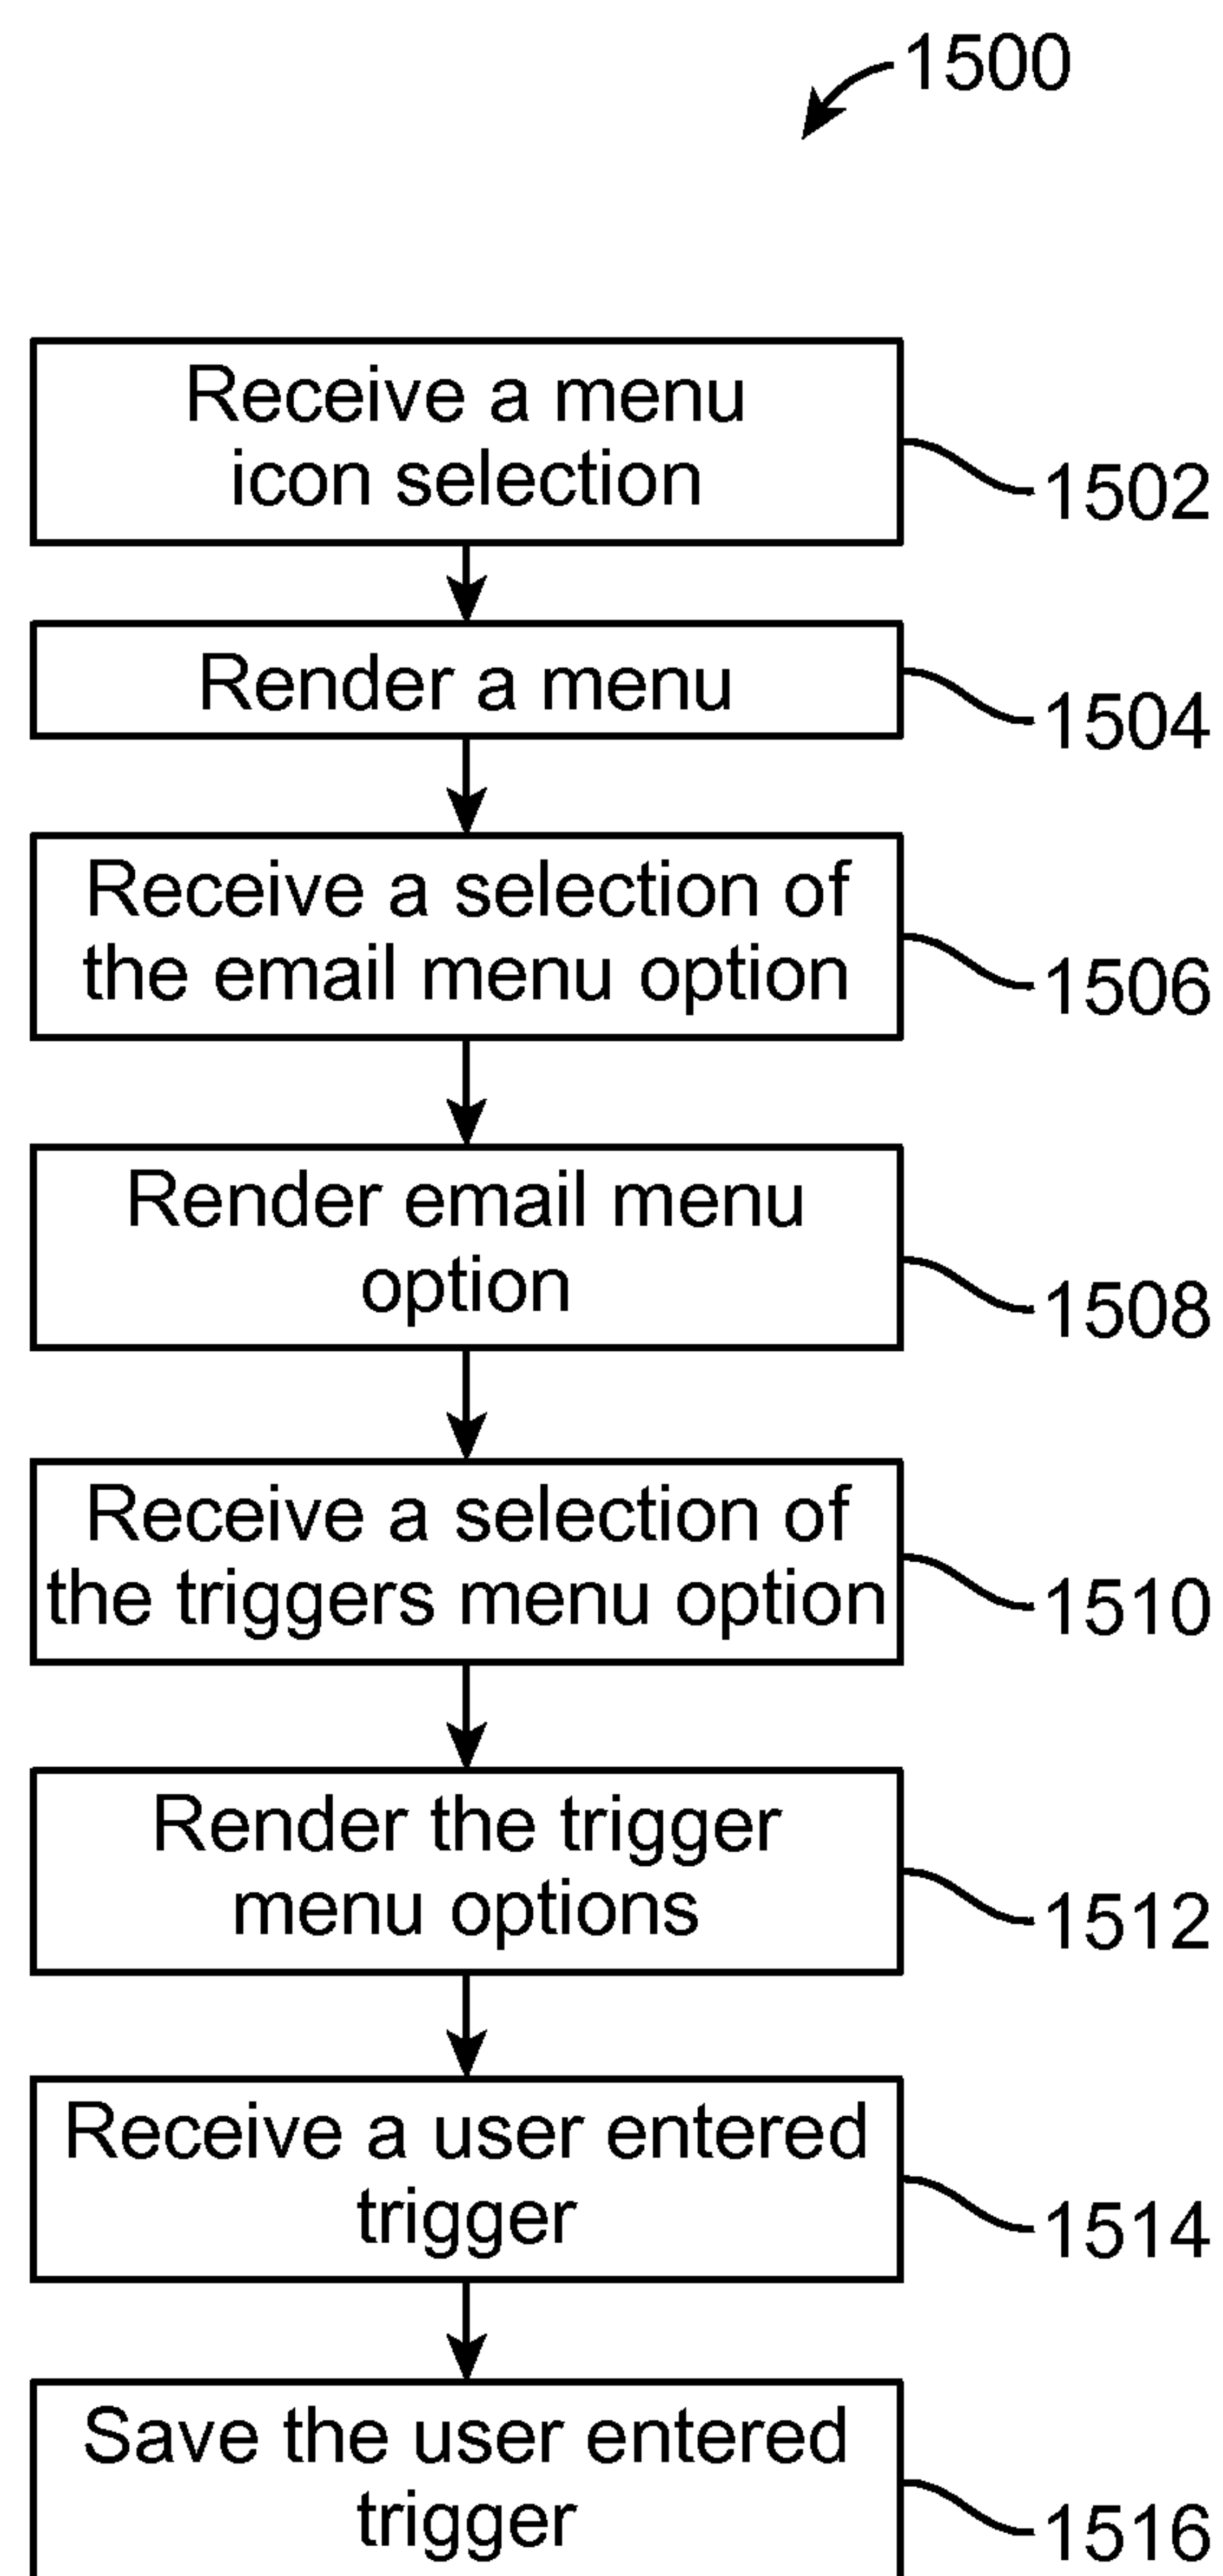 1500
Receive a menu
icon selection
1502
Render a menu
1504
Receive a selection of
the email menu option
1506
Render email menu
option
1508
Receive a selection of
the triggers menu option
1510
Render the trigger
menu options
1512
Receive a user entered
trigger
1514
Save the user entered
trigger
1516